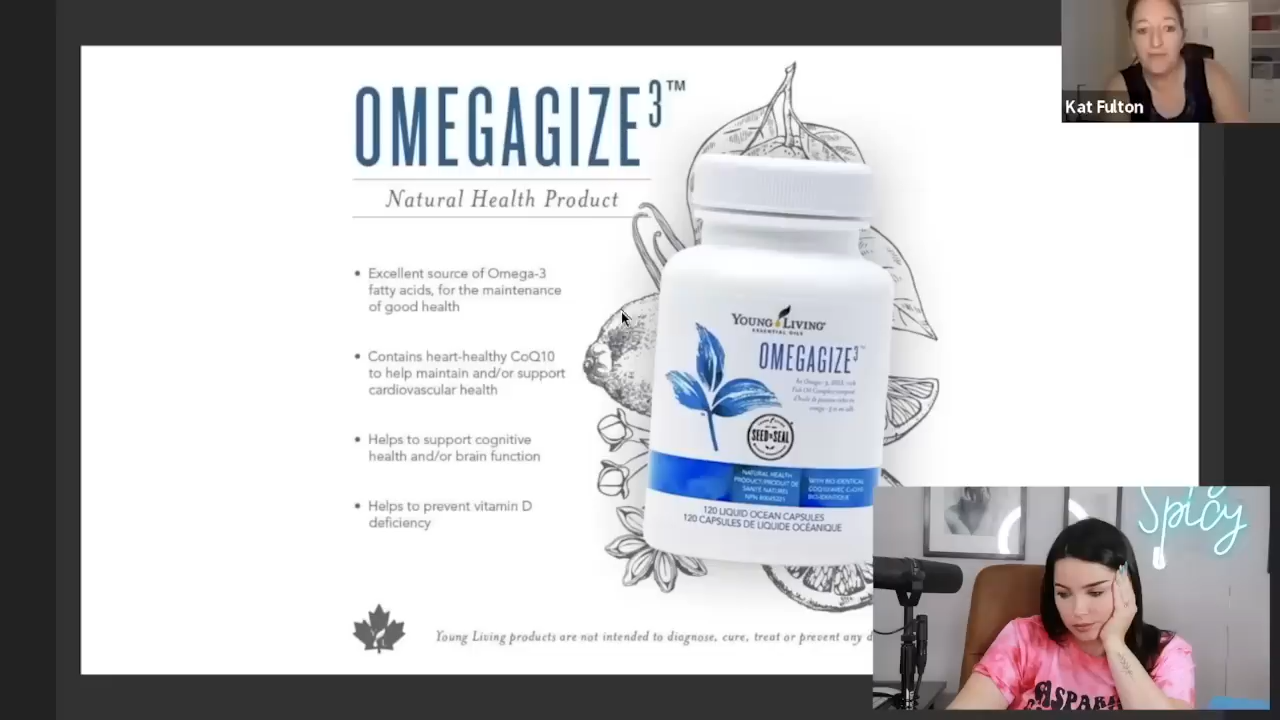 OMEGAGIZE3™
Natural Health Product
• Excellent source of Omega-3
fatty acids, for the maintenance
of good health
• Contains heart-healthy CoQ10
to help maintain and/or support
cardiovascular health
• Helps to support cognitive
health and/or brain function
• Helps to prevent vitamin D
deficiency
Young Living products are not intended to diagnose, cure, treat or prevent any
YOUNG LIVING
ESSENTIAL OILS
OMEGAGIZE3
SEED TO SEAL
NATURAL HEALTH
PRODUCT/PRODUIT DE
SANTÉ NATUREL
120 LIQUID OCEAN CAPSULES
120 CAPSULES DE LIQUIDE OCÉANIQUE
Kat Fulton
Spicy